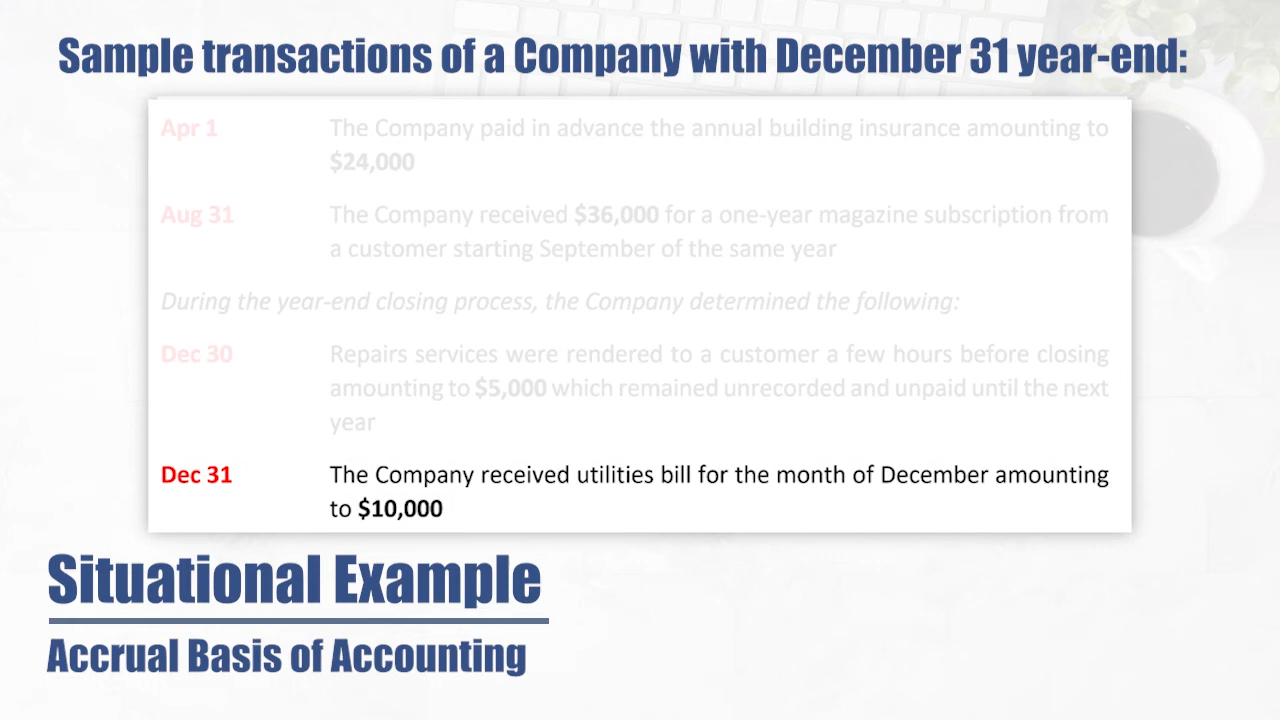 Sample transactions of a Company with December 31 year-end:
Apr 1 The Company paid in advance the annual building insurance amounting to
$24,000
Aug 31 The Company received $36,000 for a one-year magazine subscription from
a customer starting September of the same year
During the year-end closing process, the Company determined the following:
Dec 30 Repairs services were rendered to a customer a few hours before closing
amounting to $5,000 which remained unrecorded and unpaid until the next
year
Dec 31 The Company received utilities bill for the month of December amounting
to $10,000
Situational Example
Accrual Basis of Accounting